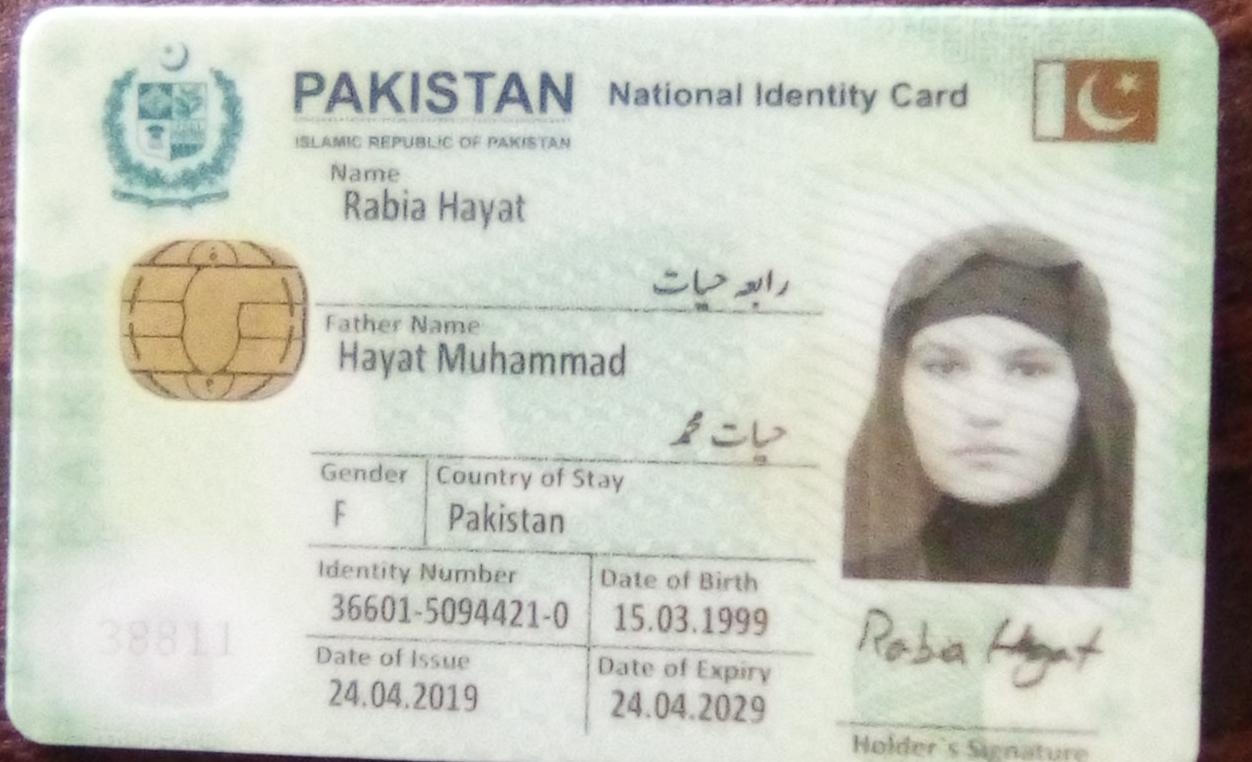 PAKISTAN National Identity Card
ISLAMIC REPUBLIC OF PAKISTAN
Name
Rabia Hayat
رابعہ حیات
Father Name
Hayat Muhammad
حیات محمد
Gender Country of Stay
F Pakistan
Identity Number Date of Birth
36601-5094421-0 15.03.1999
38811
Date of Issue Date of Expiry
24.04.2019 24.04.2029
Rabia Hayat
Holder's Signature